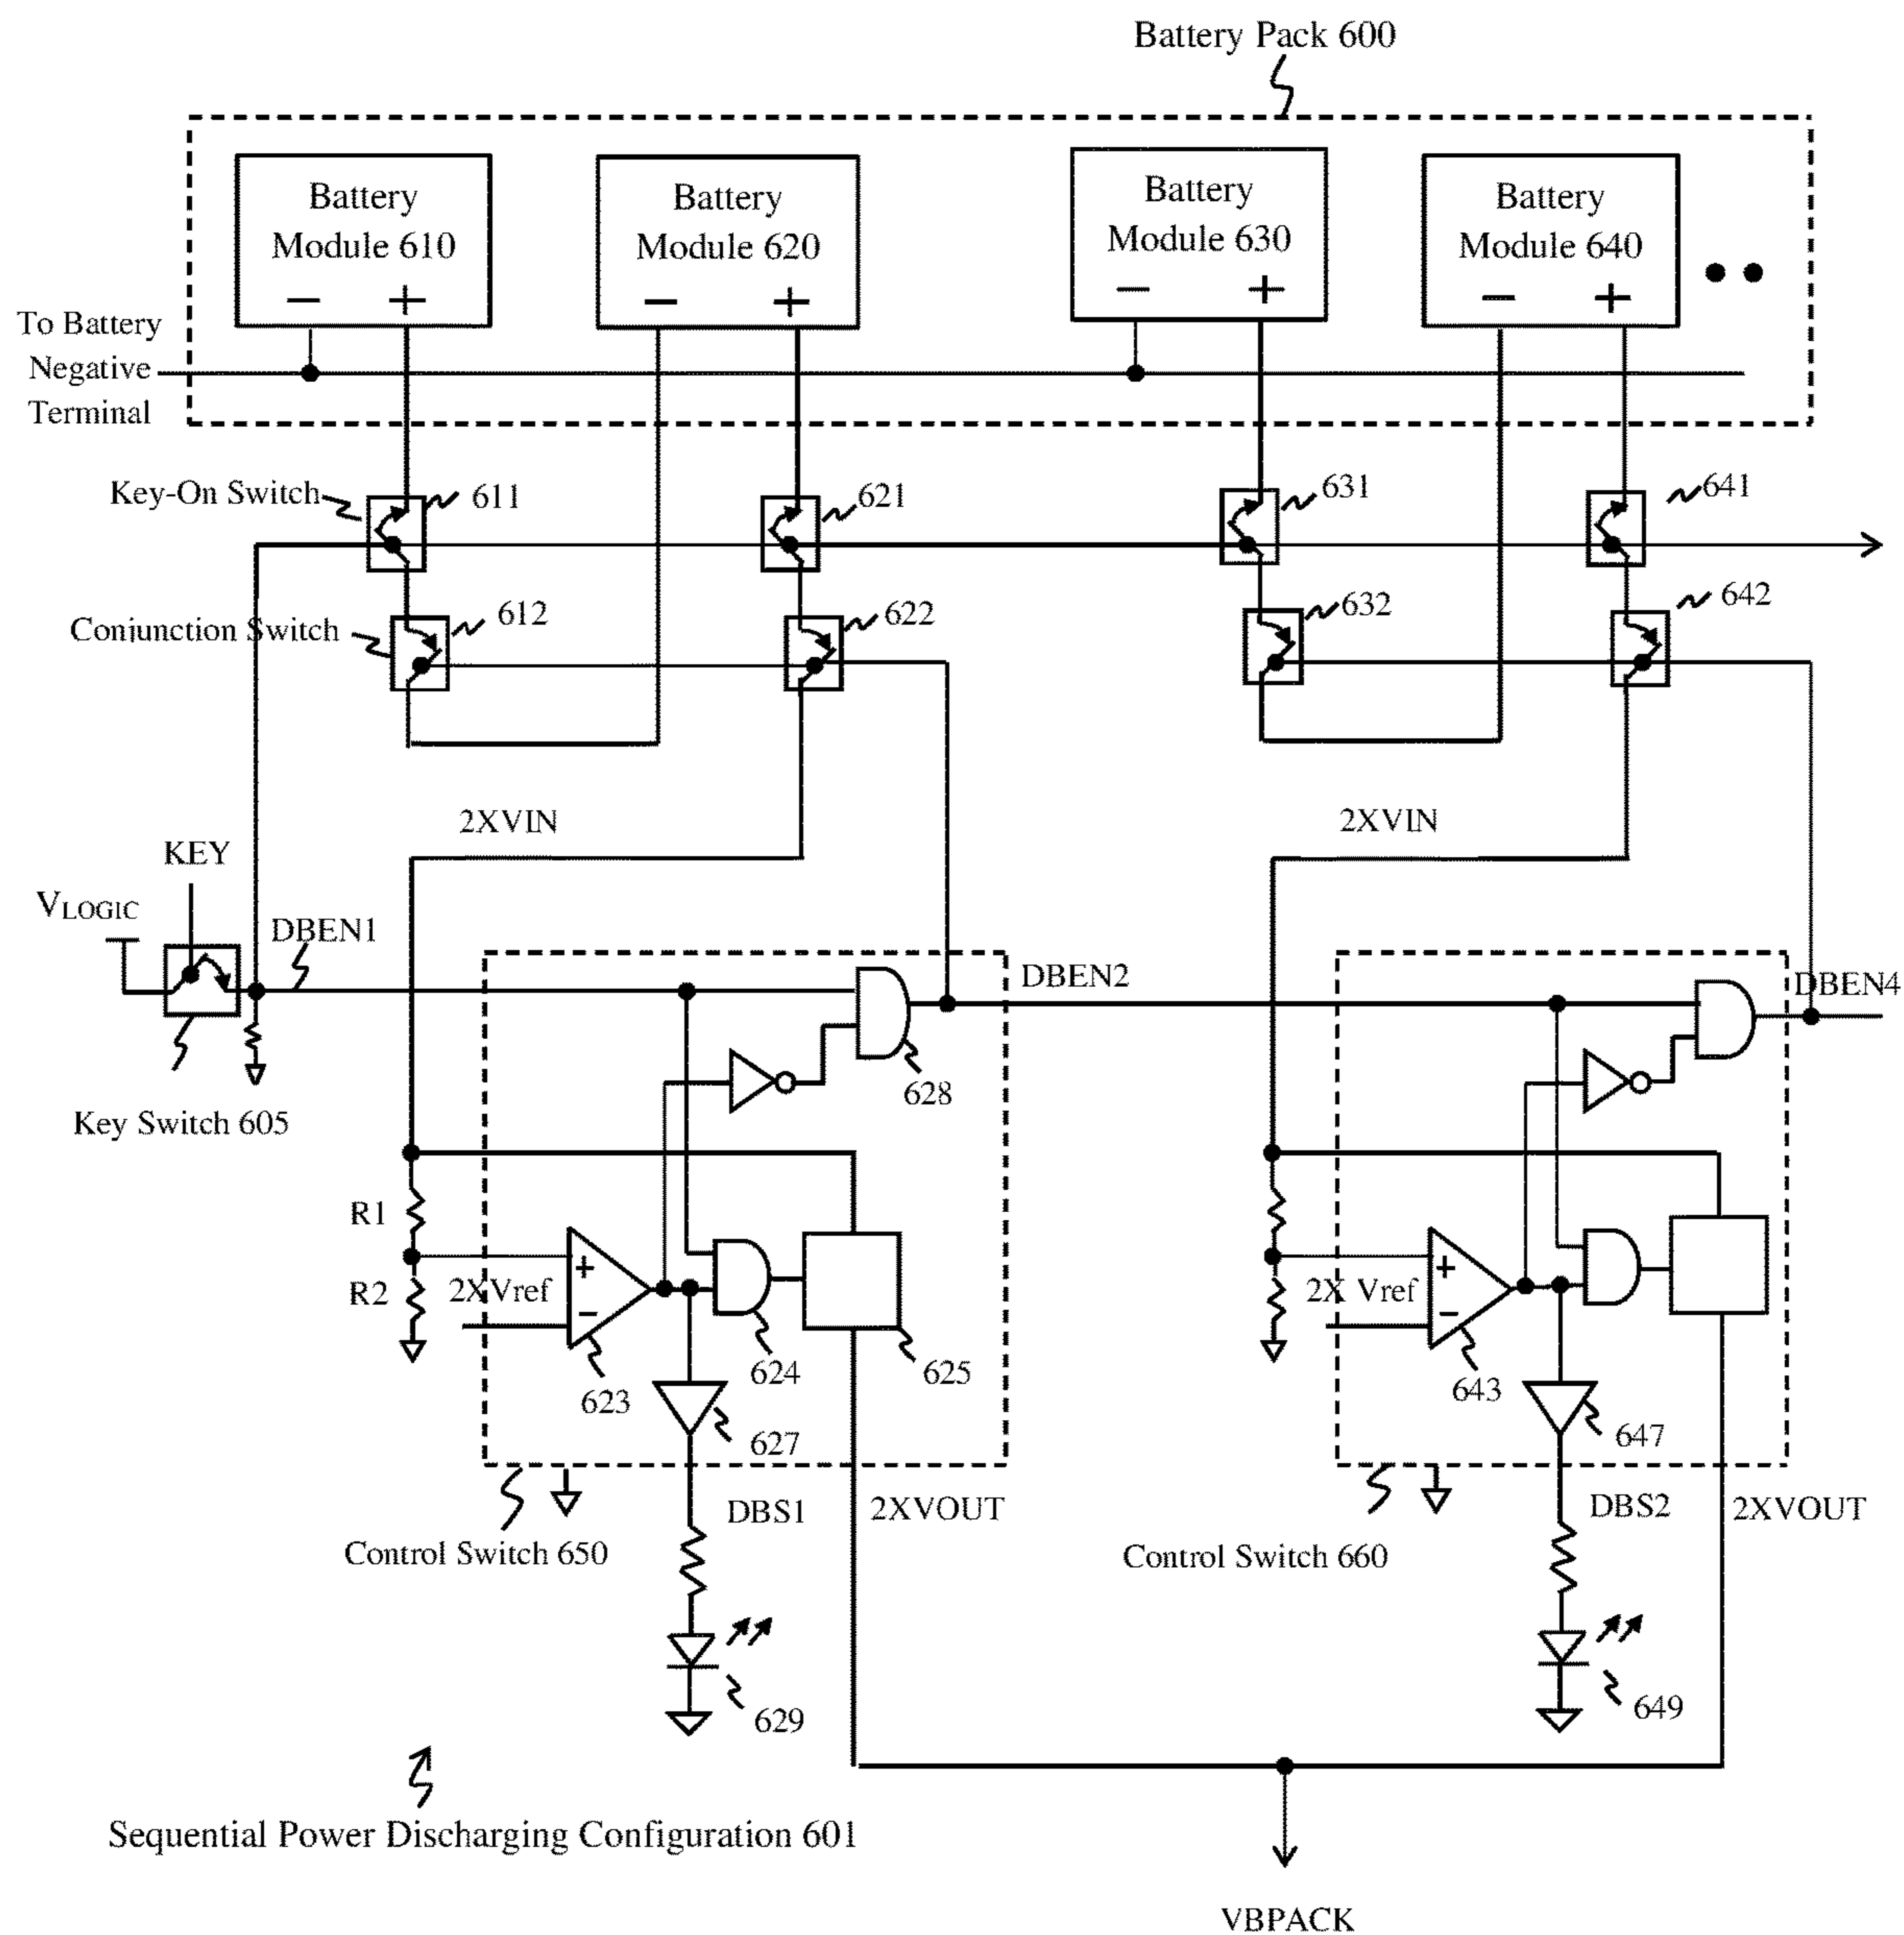 Battery Pack 600
Battery
Module 610
Battery
Module 620
Battery
Module 630
Battery
Module 640
− +
− +
− +
− +
To Battery
Negative
Terminal
Key-On Switch
611
621
631
641
Conjunction Switch
612
622
632
642
2XVIN
2XVIN
KEY
VLOGIC
DBEN1
DBEN2
DBEN4
628
Key Switch 605
R1
R2
2XVref
+
−
623
624
625
627
2X Vref
+
−
643
647
DBS1
2XVOUT
DBS2
2XVOUT
Control Switch 650
Control Switch 660
629
649
Sequential Power Discharging Configuration 601
VBPACK